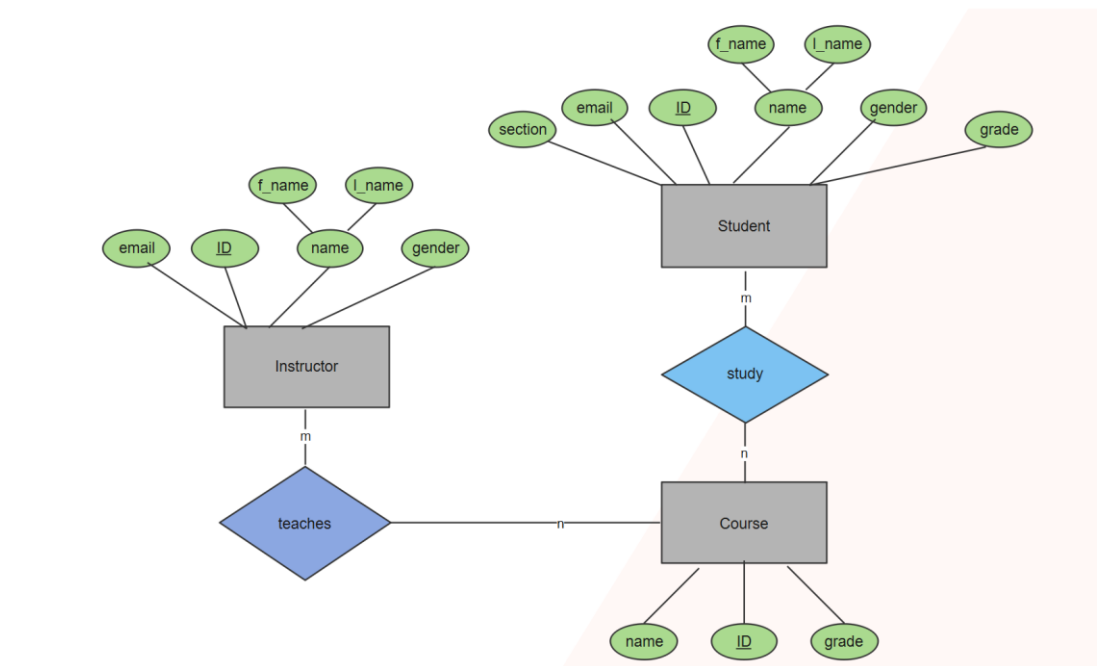 f_name
l_name
email
ID
name
gender
section
grade
Student
f_name
l_name
email
ID
name
gender
m
Instructor
study
m
n
teaches
n
Course
name
ID
grade